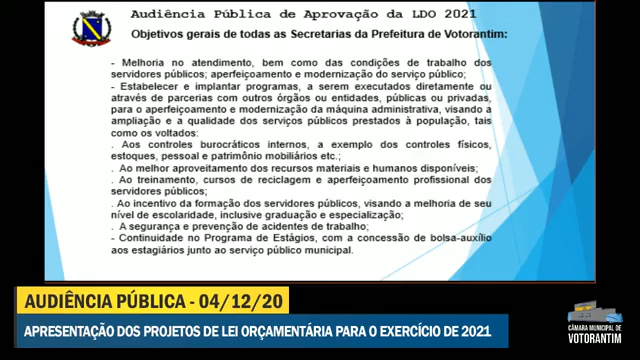 Audiência Pública de Aprovação da LDO 2021
Objetivos gerais de todas as Secretarias da Prefeitura de Votorantim:
- Melhoria no atendimento, bem como das condições de trabalho dos
servidores públicos; aperfeiçoamento e modernização do serviço público;
- Estabelecer e implantar programas, a serem executados diretamente ou
através de parcerias com outros órgãos ou entidades, públicas ou privadas,
para o aperfeiçoamento e modernização da máquina administrativa, visando a
ampliação e a qualidade dos serviços públicos prestados à população, tais
como os voltados:
. Aos controles burocráticos internos, a exemplo dos controles físicos,
estoques, pessoal e patrimônio mobiliários etc.;
. Ao melhor aproveitamento dos recursos materiais e humanos disponíveis;
. Ao treinamento, cursos de reciclagem e aperfeiçoamento profissional dos
servidores públicos;
. Ao incentivo da formação dos servidores públicos, visando a melhoria de seu
nível de escolaridade, inclusive graduação e especialização;
. A segurança e prevenção de acidentes de trabalho;
- Continuidade no Programa de Estágios, com a concessão de bolsa-auxílio
aos estagiários junto ao serviço público municipal.
AUDIÊNCIA PÚBLICA - 04/12/20
APRESENTAÇÃO DOS PROJETOS DE LEI ORÇAMENTÁRIA PARA O EXERCÍCIO DE 2021
CÂMARA MUNICIPAL DE
VOTORANTIM